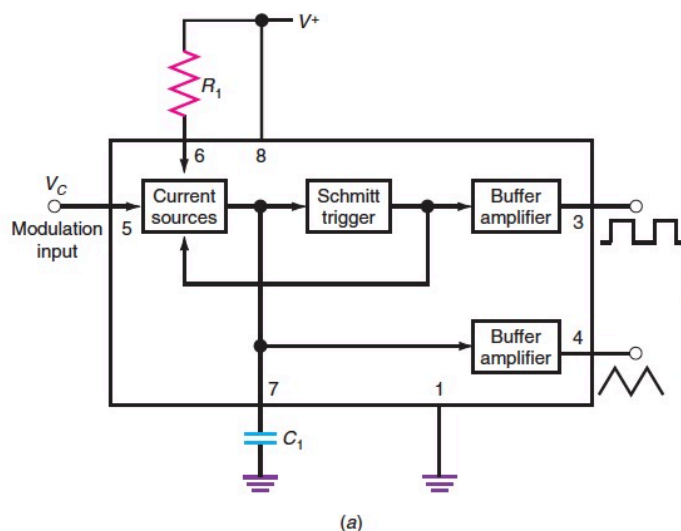 V+
R1
6
8
VC
Current
sources
Schmitt
trigger
Buffer
amplifier
5
3
Modulation
input
Buffer
amplifier
4
7
1
C1
(a)